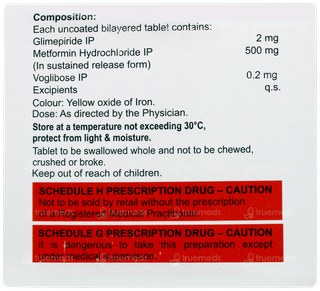 Composition:
Each uncoated bilayered tablet contains:
Glimepiride IP 2 mg
Metformin Hydrochloride IP 500 mg
(In sustained release form)
Voglibose IP 0.2 mg
Excipients q.s.
Colour: Yellow oxide of Iron.
Dose: As directed by the Physician.
Store at a temperature not exceeding 30°C,
protect from light & moisture.
Tablet to be swallowed whole and not to be chewed,
crushed or broke.
Keep out of reach of children.
SCHEDULE H PRESCRIPTION DRUG – CAUTION
Not to be sold by retail without the prescription
of a Registered Medical Practitioner.
SCHEDULE G PRESCRIPTION DRUG – CAUTION
It is dangerous to take this preparation except
under medical supervision.
truemeds
truemeds
truemeds